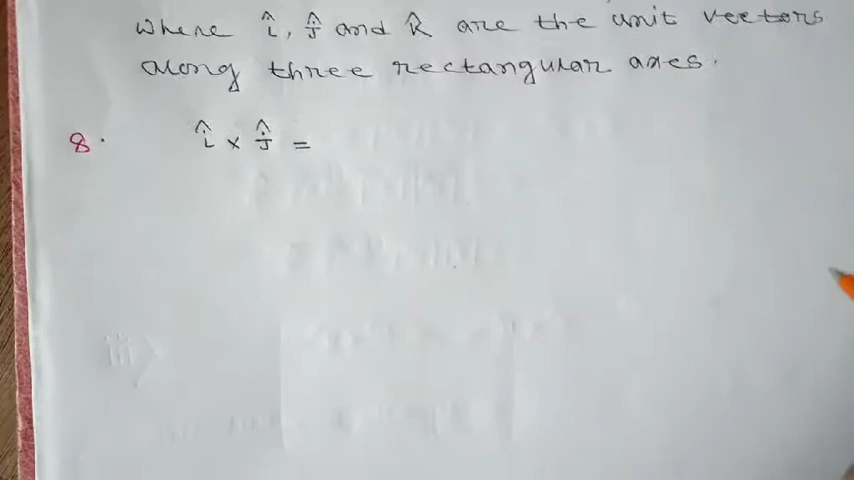 where î, ĵ and k̂ are the unit vectors
along three rectangular axes.
8. î × ĵ =